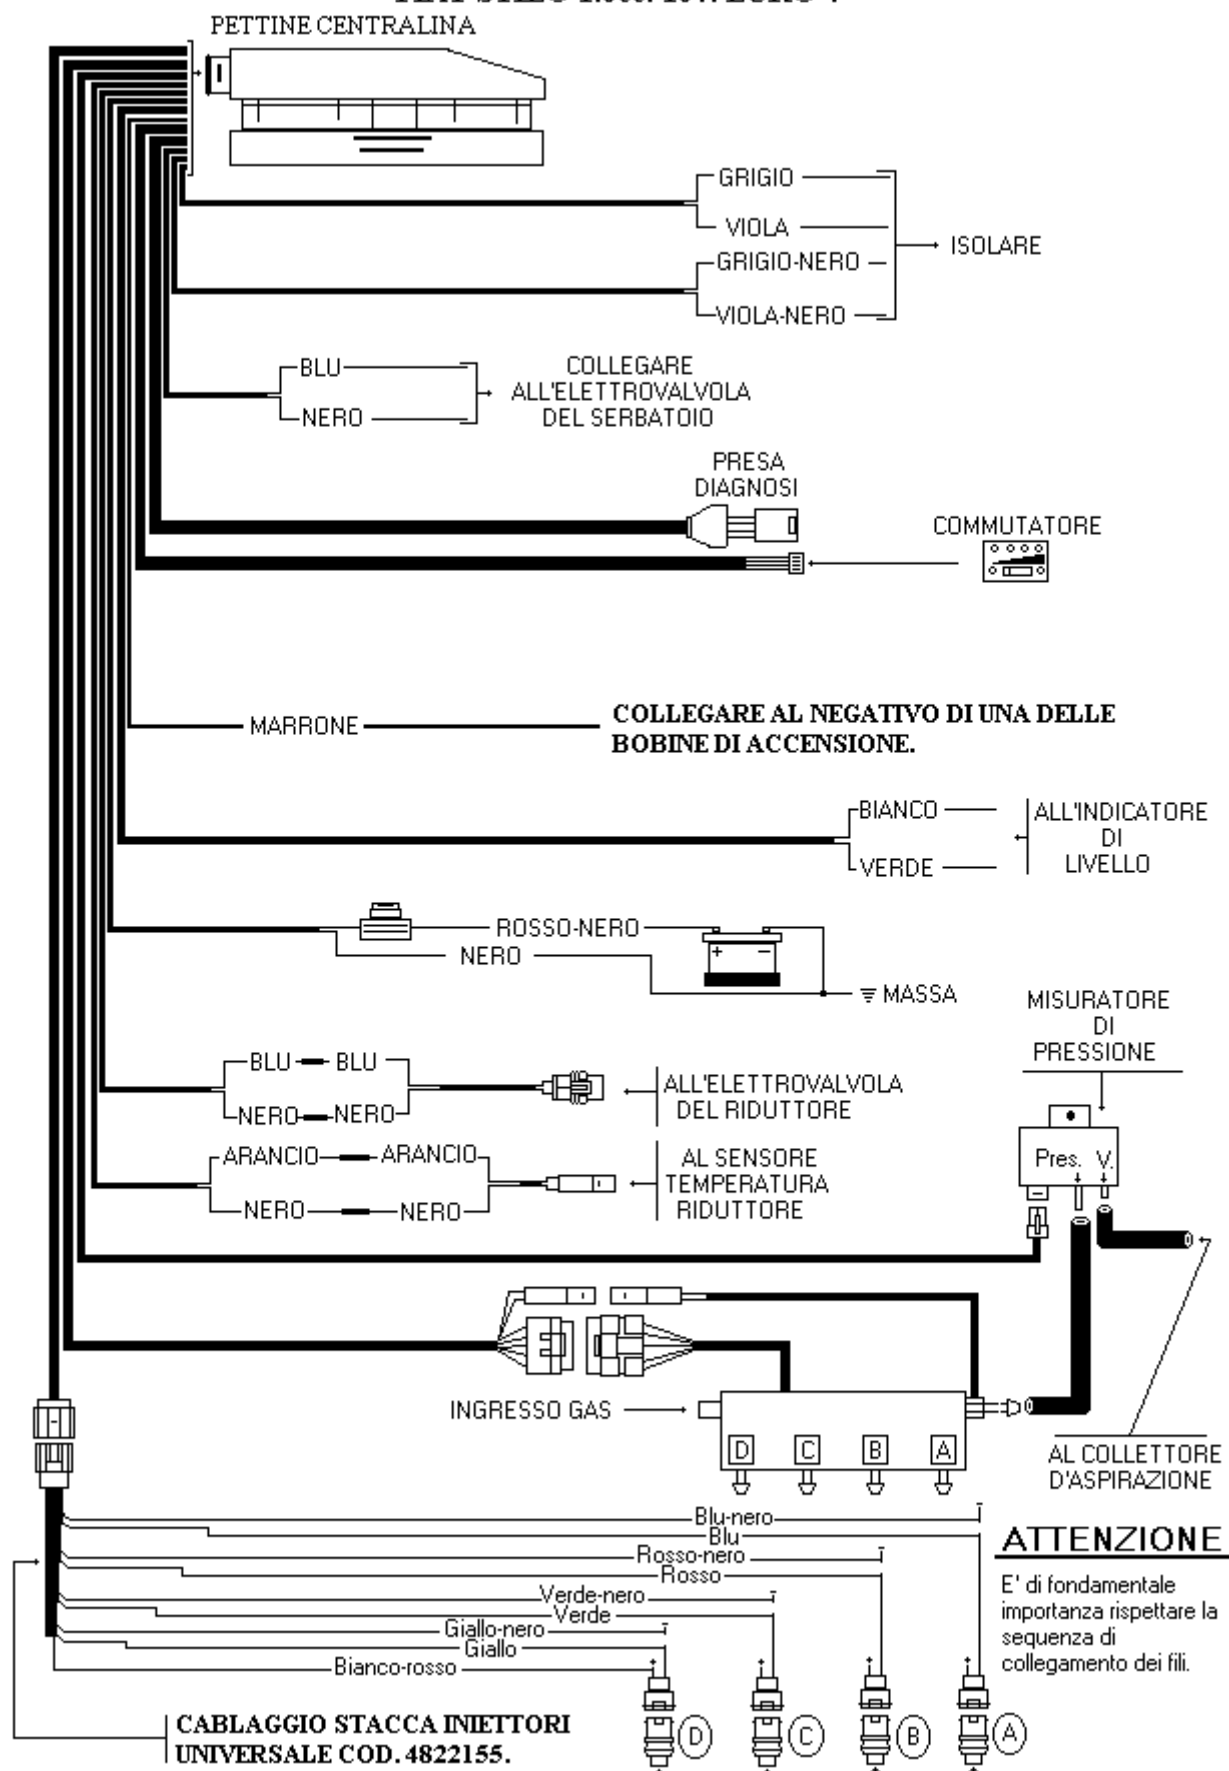 PETTINE CENTRALINA
GRIGIO
VIOLA
GRIGIO-NERO
VIOLA-NERO
ISOLARE
BLU
NERO
COLLEGARE
ALL'ELETTROVALVOLA
DEL SERBATOIO
PRESA
DIAGNOSI
COMMUTATORE
MARRONE
COLLEGARE AL NEGATIVO DI UNA DELLE
BOBINE DI ACCENSIONE.
BIANCO
VERDE
ALL'INDICATORE
DI
LIVELLO
ROSSO-NERO
NERO
+ −
MASSA
MISURATORE
DI
PRESSIONE
BLU BLU
NERO NERO
ALL'ELETTROVALVOLA
DEL RIDUTTORE
Pres. V.
ARANCIO ARANCIO
NERO NERO
AL SENSORE
TEMPERATURA
RIDUTTORE
INGRESSO GAS
D C B A
AL COLLETTORE
D'ASPIRAZIONE
Blu-nero
Blu
Rosso-nero
Rosso
Verde-nero
Verde
Giallo-nero
Giallo
Bianco-rosso
ATTENZIONE
E' di fondamentale
importanza rispettare la
sequenza di
collegamento dei fili.
CABLAGGIO STACCA INIETTORI
UNIVERSALE COD. 4822155.
D C B A